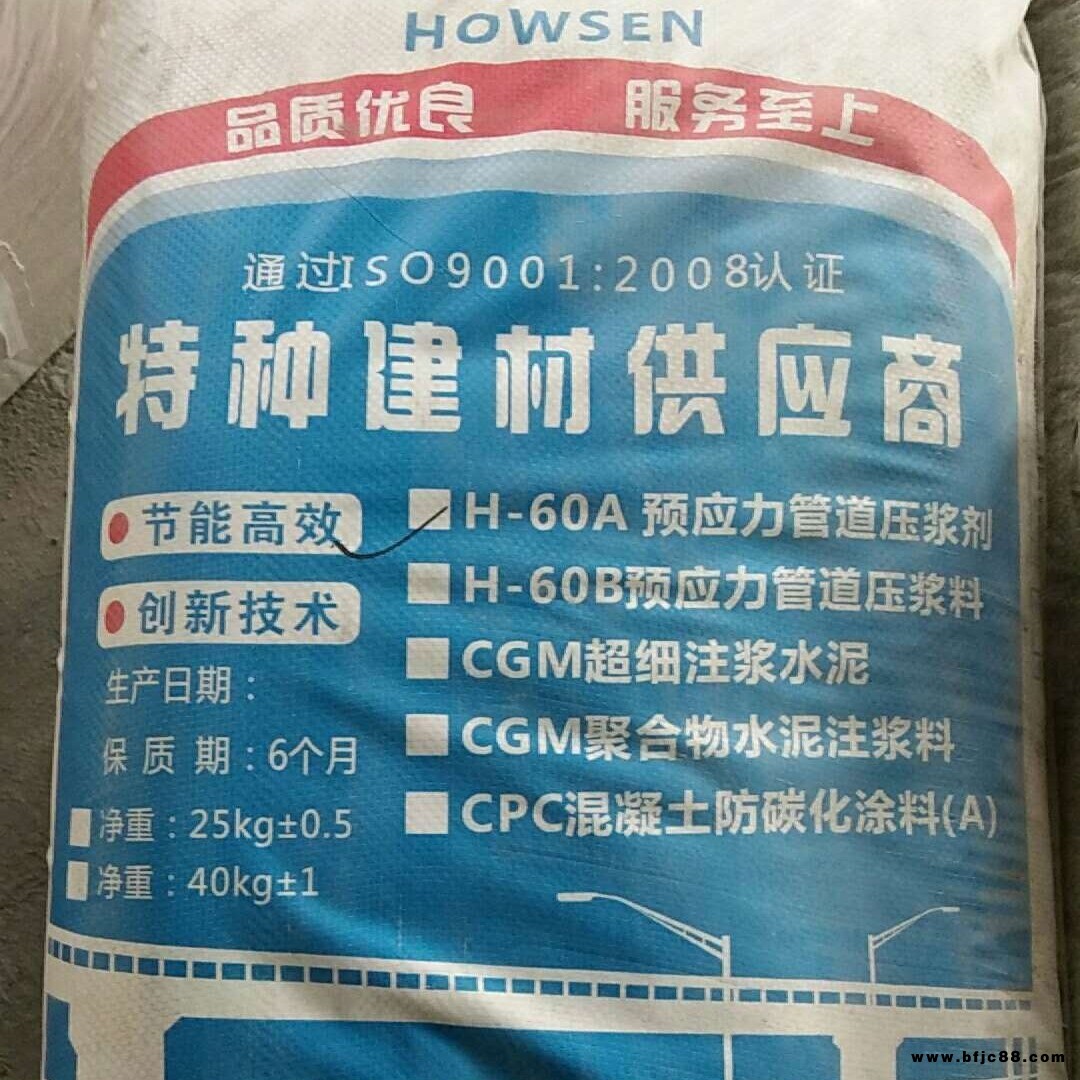 HOWSEN
品质优良 服务至上
通过ISO9001:2008认证
特种建材供应商
节能高效
创新技术
生产日期：
保质期：6个月
净重：25kg±0.5
净重：40kg±1
H-60A 预应力管道压浆剂
H-60B预应力管道压浆料
CGM超细注浆水泥
CGM聚合物水泥注浆料
CPC混凝土防碳化涂料(A)
www.bfjc88.com